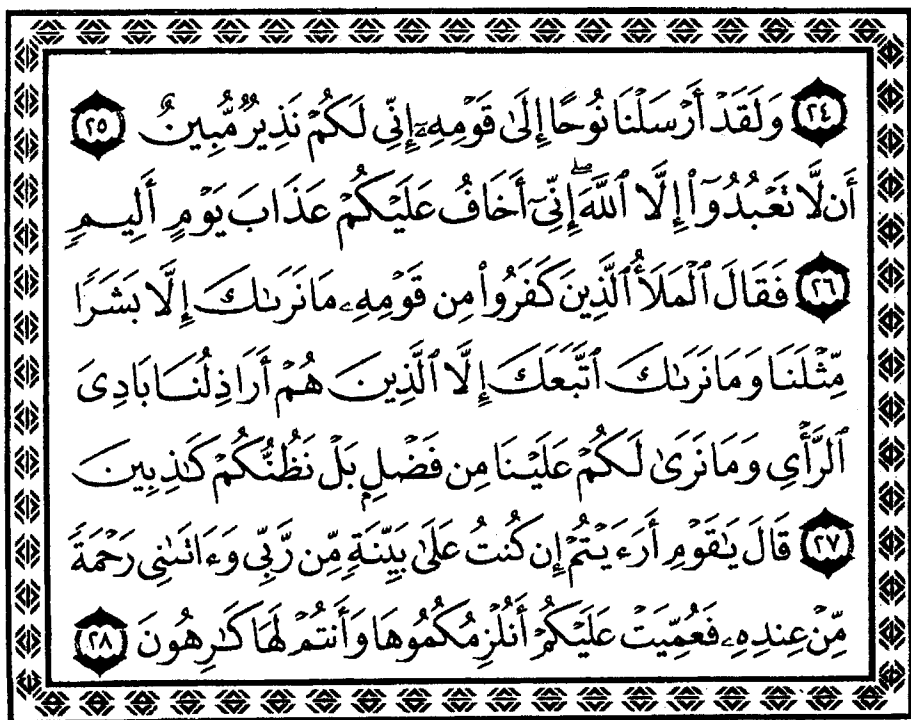 ٢٤ وَلَقَدْ أَرْسَلْنَا نُوحًا إِلَىٰ قَوْمِهِۦٓ إِنِّى لَكُمْ نَذِيرٌ مُّبِينٌ ٢٥
أَن لَّا تَعْبُدُوٓا۟ إِلَّا ٱللَّهَ ۖ إِنِّىٓ أَخَافُ عَلَيْكُمْ عَذَابَ يَوْمٍ أَلِيمٍ
٢٦ فَقَالَ ٱلْمَلَأُ ٱلَّذِينَ كَفَرُوا۟ مِن قَوْمِهِۦ مَا نَرَىٰكَ إِلَّا بَشَرًا
مِّثْلَنَا وَمَا نَرَىٰكَ ٱتَّبَعَكَ إِلَّا ٱلَّذِينَ هُمْ أَرَاذِلُنَا بَادِىَ
ٱلرَّأْىِ وَمَا نَرَىٰ لَكُمْ عَلَيْنَا مِن فَضْلٍۭ بَلْ نَظُنُّكُمْ كَـٰذِبِينَ
٢٧ قَالَ يَـٰقَوْمِ أَرَءَيْتُمْ إِن كُنتُ عَلَىٰ بَيِّنَةٍ مِّن رَّبِّى وَءَاتَىٰنِى رَحْمَةً
مِّنْ عِندِهِۦ فَعُمِّيَتْ عَلَيْكُمْ أَنُلْزِمُكُمُوهَا وَأَنتُمْ لَهَا كَـٰرِهُونَ ٢٨